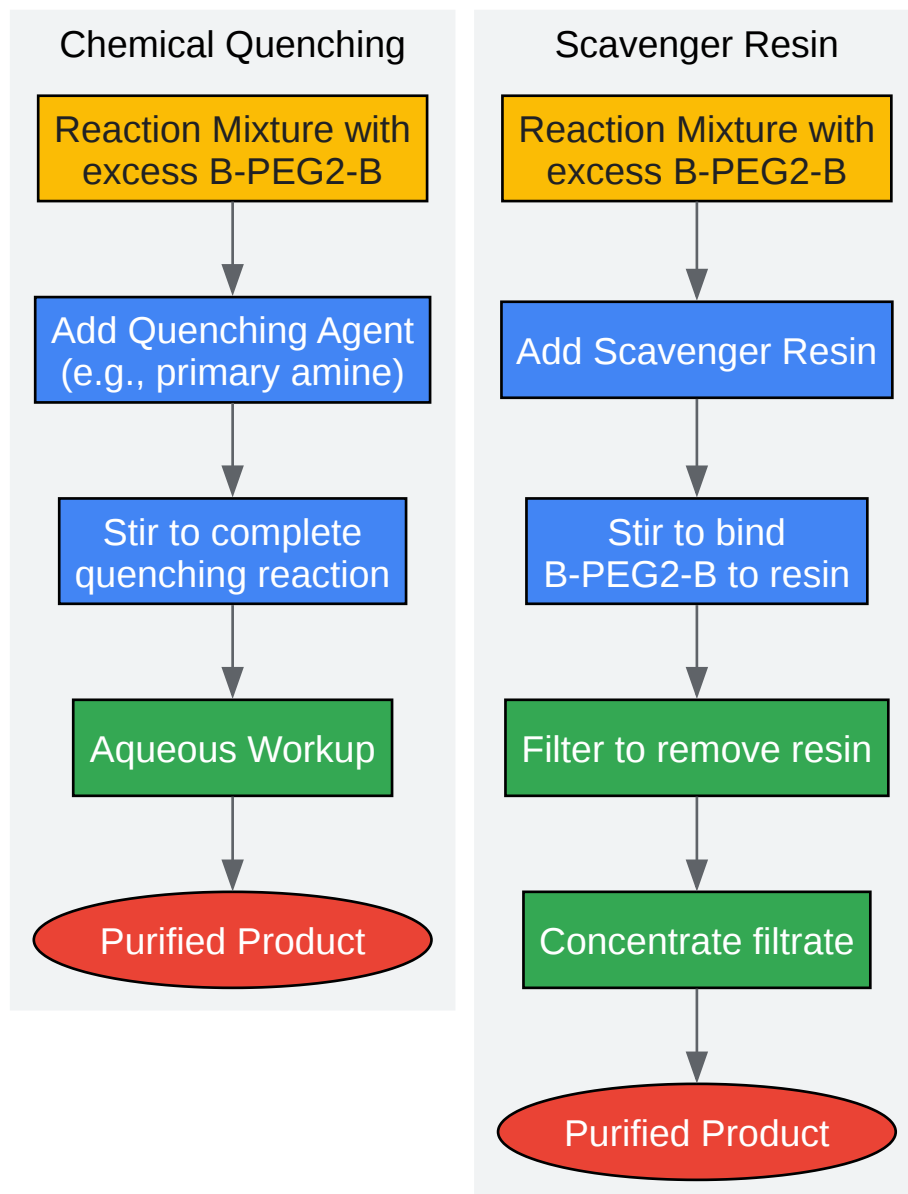 Chemical Quenching
Reaction Mixture with
excess B-PEG2-B
Add Quenching Agent
(e.g., primary amine)
Stir to complete
quenching reaction
Aqueous Workup
Purified Product
Scavenger Resin
Reaction Mixture with
excess B-PEG2-B
Add Scavenger Resin
Stir to bind
B-PEG2-B to resin
Filter to remove resin
Concentrate filtrate
Purified Product